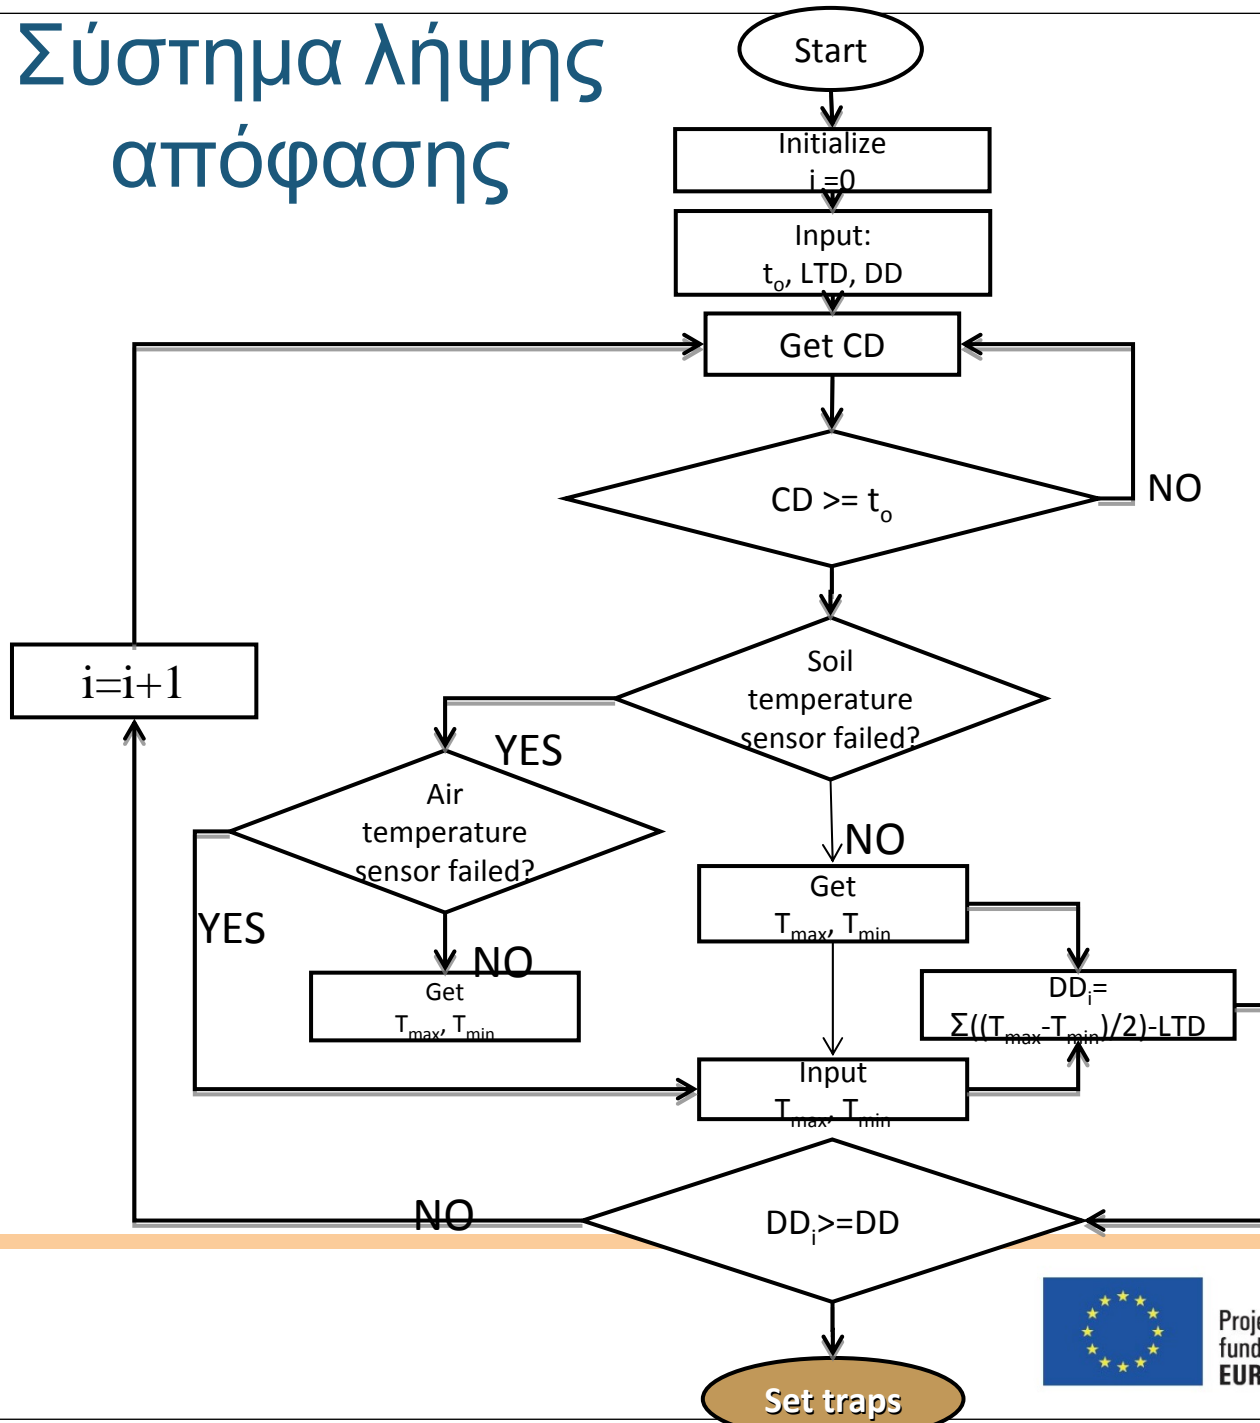 Σύστημα λήψης
απόφασης
Start
Initialize
i =0
Input:
to, LTD, DD
Get CD
CD >= to
NO
Soil
temperature
sensor failed?
i=i+1
YES
Air
temperature
sensor failed?
NO
Get
Tmax, Tmin
YES
NO
Get
Tmax, Tmin
DDi=
Σ((Tmax-Tmin)/2)-LTD
Input
Tmax, Tmin
NO
DDi>=DD
Set traps